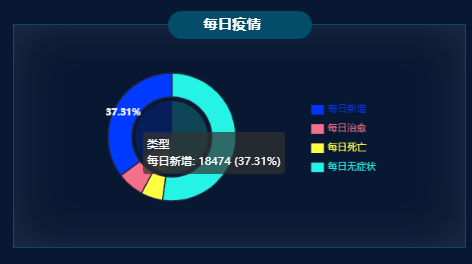 每日疫情
37.31%
类型
每日新增: 18474 (37.31%)
每日新增
每日治愈
每日死亡
每日无症状